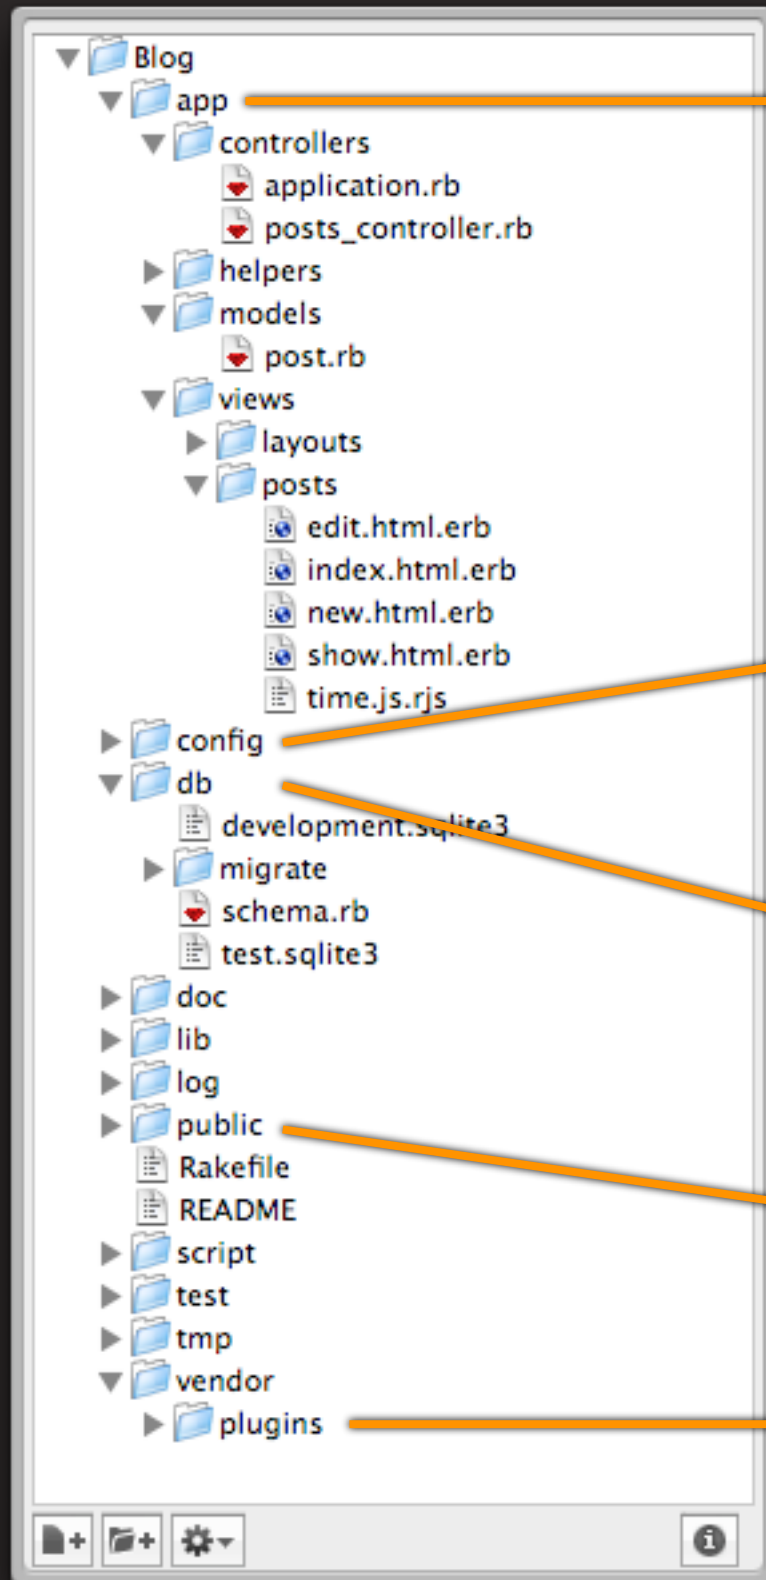 Blog
app
controllers
application.rb
posts_controller.rb
helpers
models
post.rb
views
layouts
posts
edit.html.erb
index.html.erb
new.html.erb
show.html.erb
time.js.rjs
config
db
development.sqlite3
migrate
schema.rb
test.sqlite3
doc
lib
log
public
Rakefile
README
script
test
tmp
vendor
plugins